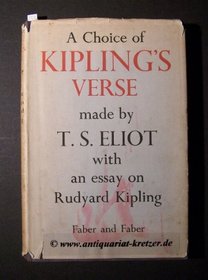 A Choice of
KIPLING'S
VERSE
made by
T. S. ELIOT
with
an essay on
Rudyard Kipling
Faber and Faber
© www.antiquariat-kretzer.de